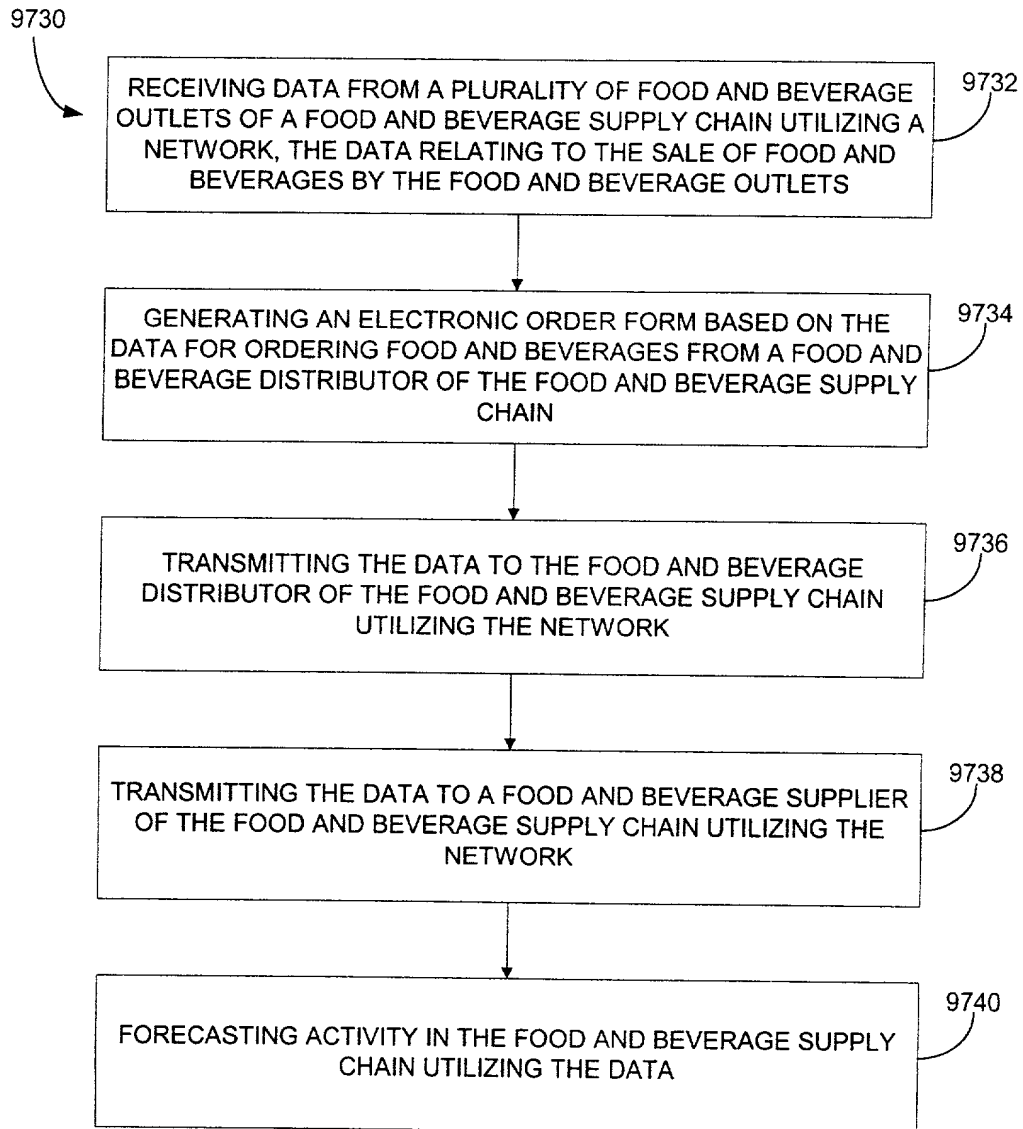 9730
RECEIVING DATA FROM A PLURALITY OF FOOD AND BEVERAGE
OUTLETS OF A FOOD AND BEVERAGE SUPPLY CHAIN UTILIZING A
NETWORK, THE DATA RELATING TO THE SALE OF FOOD AND
BEVERAGES BY THE FOOD AND BEVERAGE OUTLETS
9732
GENERATING AN ELECTRONIC ORDER FORM BASED ON THE
DATA FOR ORDERING FOOD AND BEVERAGES FROM A FOOD AND
BEVERAGE DISTRIBUTOR OF THE FOOD AND BEVERAGE SUPPLY
CHAIN
9734
TRANSMITTING THE DATA TO THE FOOD AND BEVERAGE
DISTRIBUTOR OF THE FOOD AND BEVERAGE SUPPLY CHAIN
UTILIZING THE NETWORK
9736
TRANSMITTING THE DATA TO A FOOD AND BEVERAGE SUPPLIER
OF THE FOOD AND BEVERAGE SUPPLY CHAIN UTILIZING THE
NETWORK
9738
FORECASTING ACTIVITY IN THE FOOD AND BEVERAGE SUPPLY
CHAIN UTILIZING THE DATA
9740